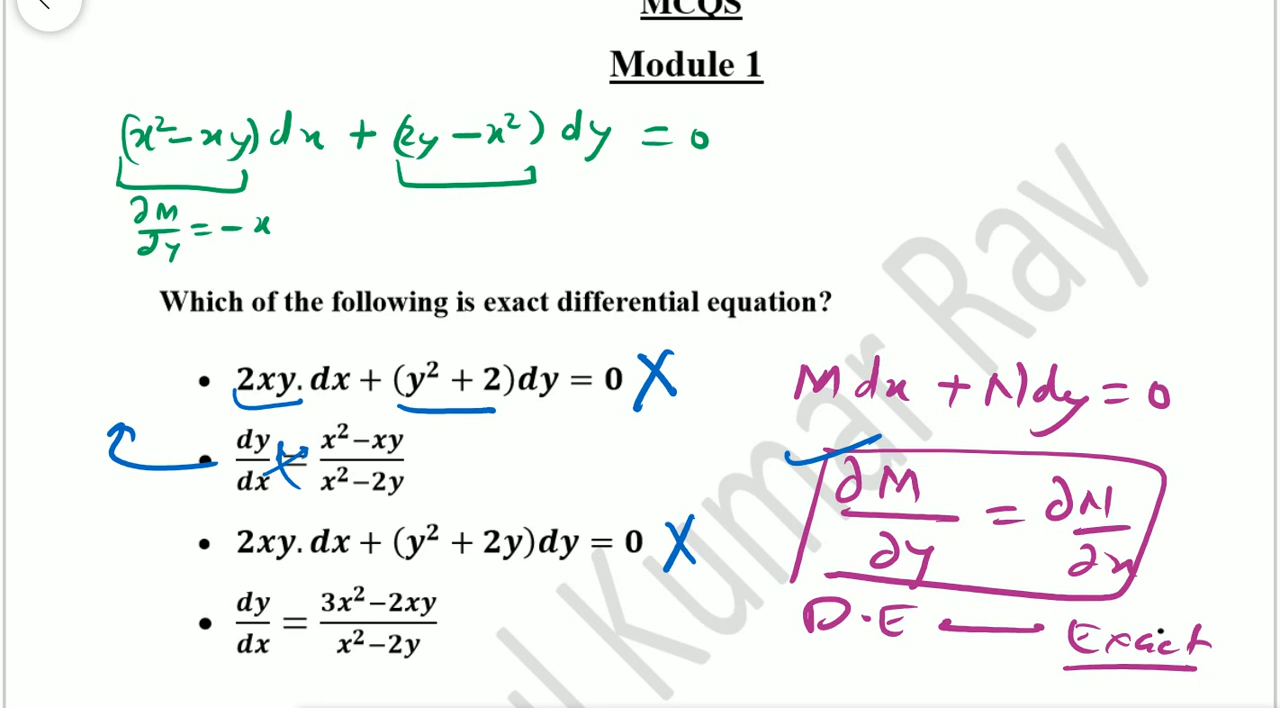 MCQS
Module 1
(x² - xy) dx + (2y - x²) dy = 0
∂M/∂y = - x
Which of the following is exact differential equation?
• 2xy. dx + (y² + 2)dy = 0 X
• dy/dx = x²-xy/x²-2y
• 2xy. dx + (y² + 2y)dy = 0 X
• dy/dx = 3x²-2xy/x²-2y
M dx + N dy = 0
∂M/∂y = ∂N/∂x
D.E — Exact
Kumar Ray